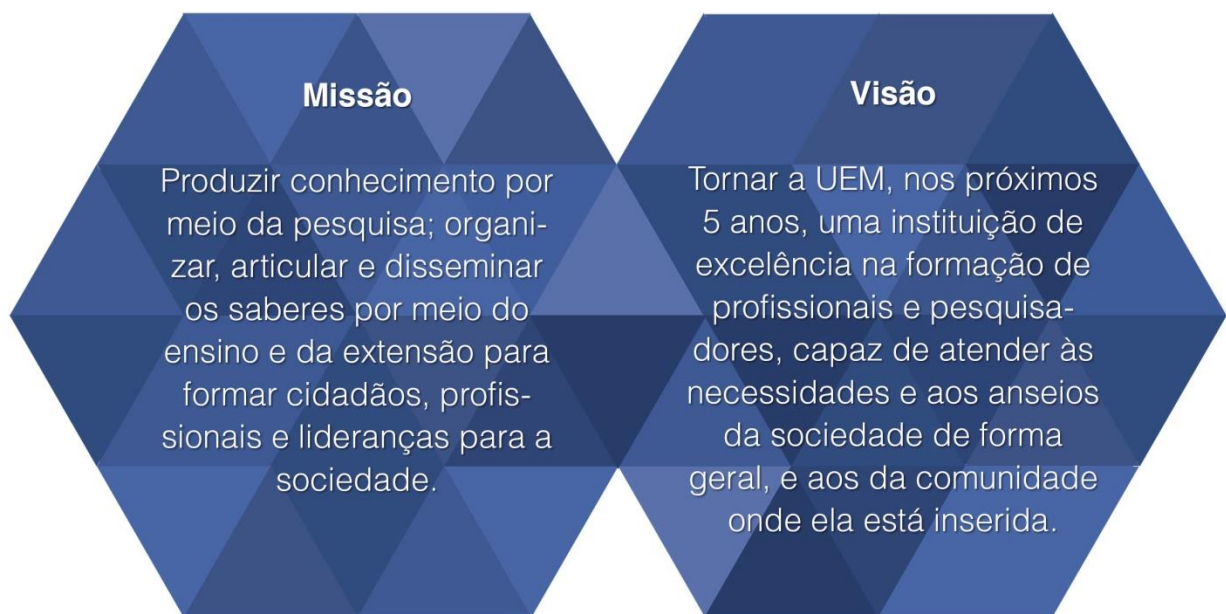 Missão
Produzir conhecimento por
meio da pesquisa; organi-
zar, articular e disseminar
os saberes por meio do
ensino e da extensão para
formar cidadãos, profis-
sionais e lideranças para a
sociedade.
Visão
Tornar a UEM, nos próximos
5 anos, uma instituição de
excelência na formação de
profissionais e pesquisa-
dores, capaz de atender às
necessidades e aos anseios
da sociedade de forma
geral, e aos da comunidade
onde ela está inserida.